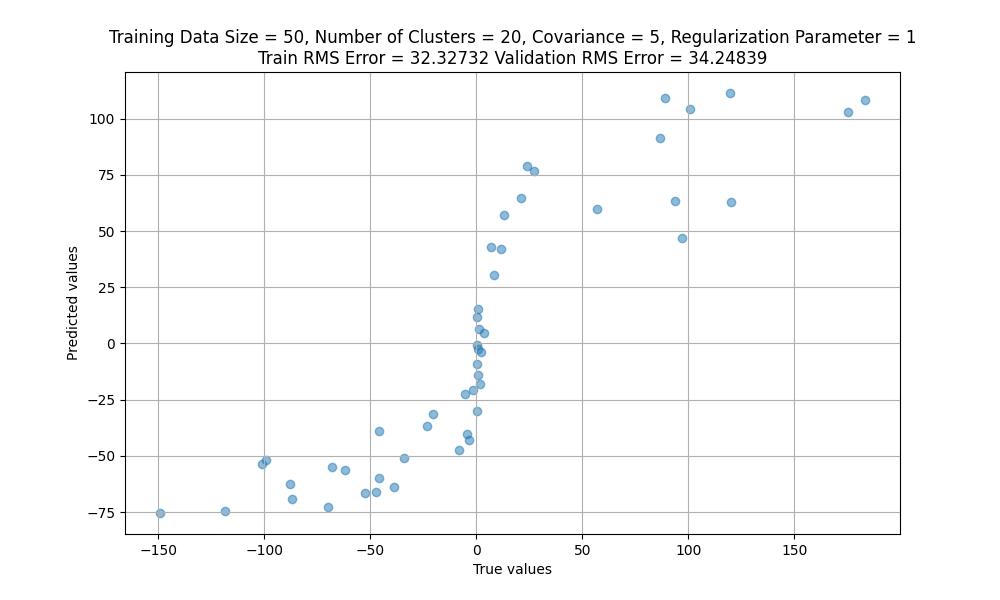 Training Data Size = 50, Number of Clusters = 20, Covariance = 5, Regularization Parameter = 1
Train RMS Error = 32.32732 Validation RMS Error = 34.24839
100
75
50
25
0
−25
−50
−75
Predicted values
−150 −100 −50 0 50 100 150
True values